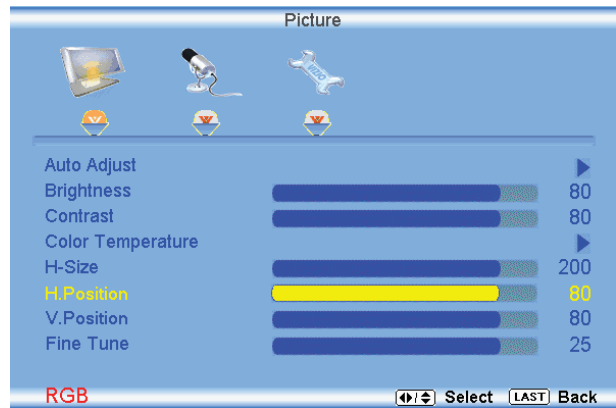 Picture
VIZIO
Auto Adjust
Brightness 80
Contrast 80
Color Temperature
H-Size 200
H.Position 80
V.Position 80
Fine Tune 25
RGB Select LAST Back